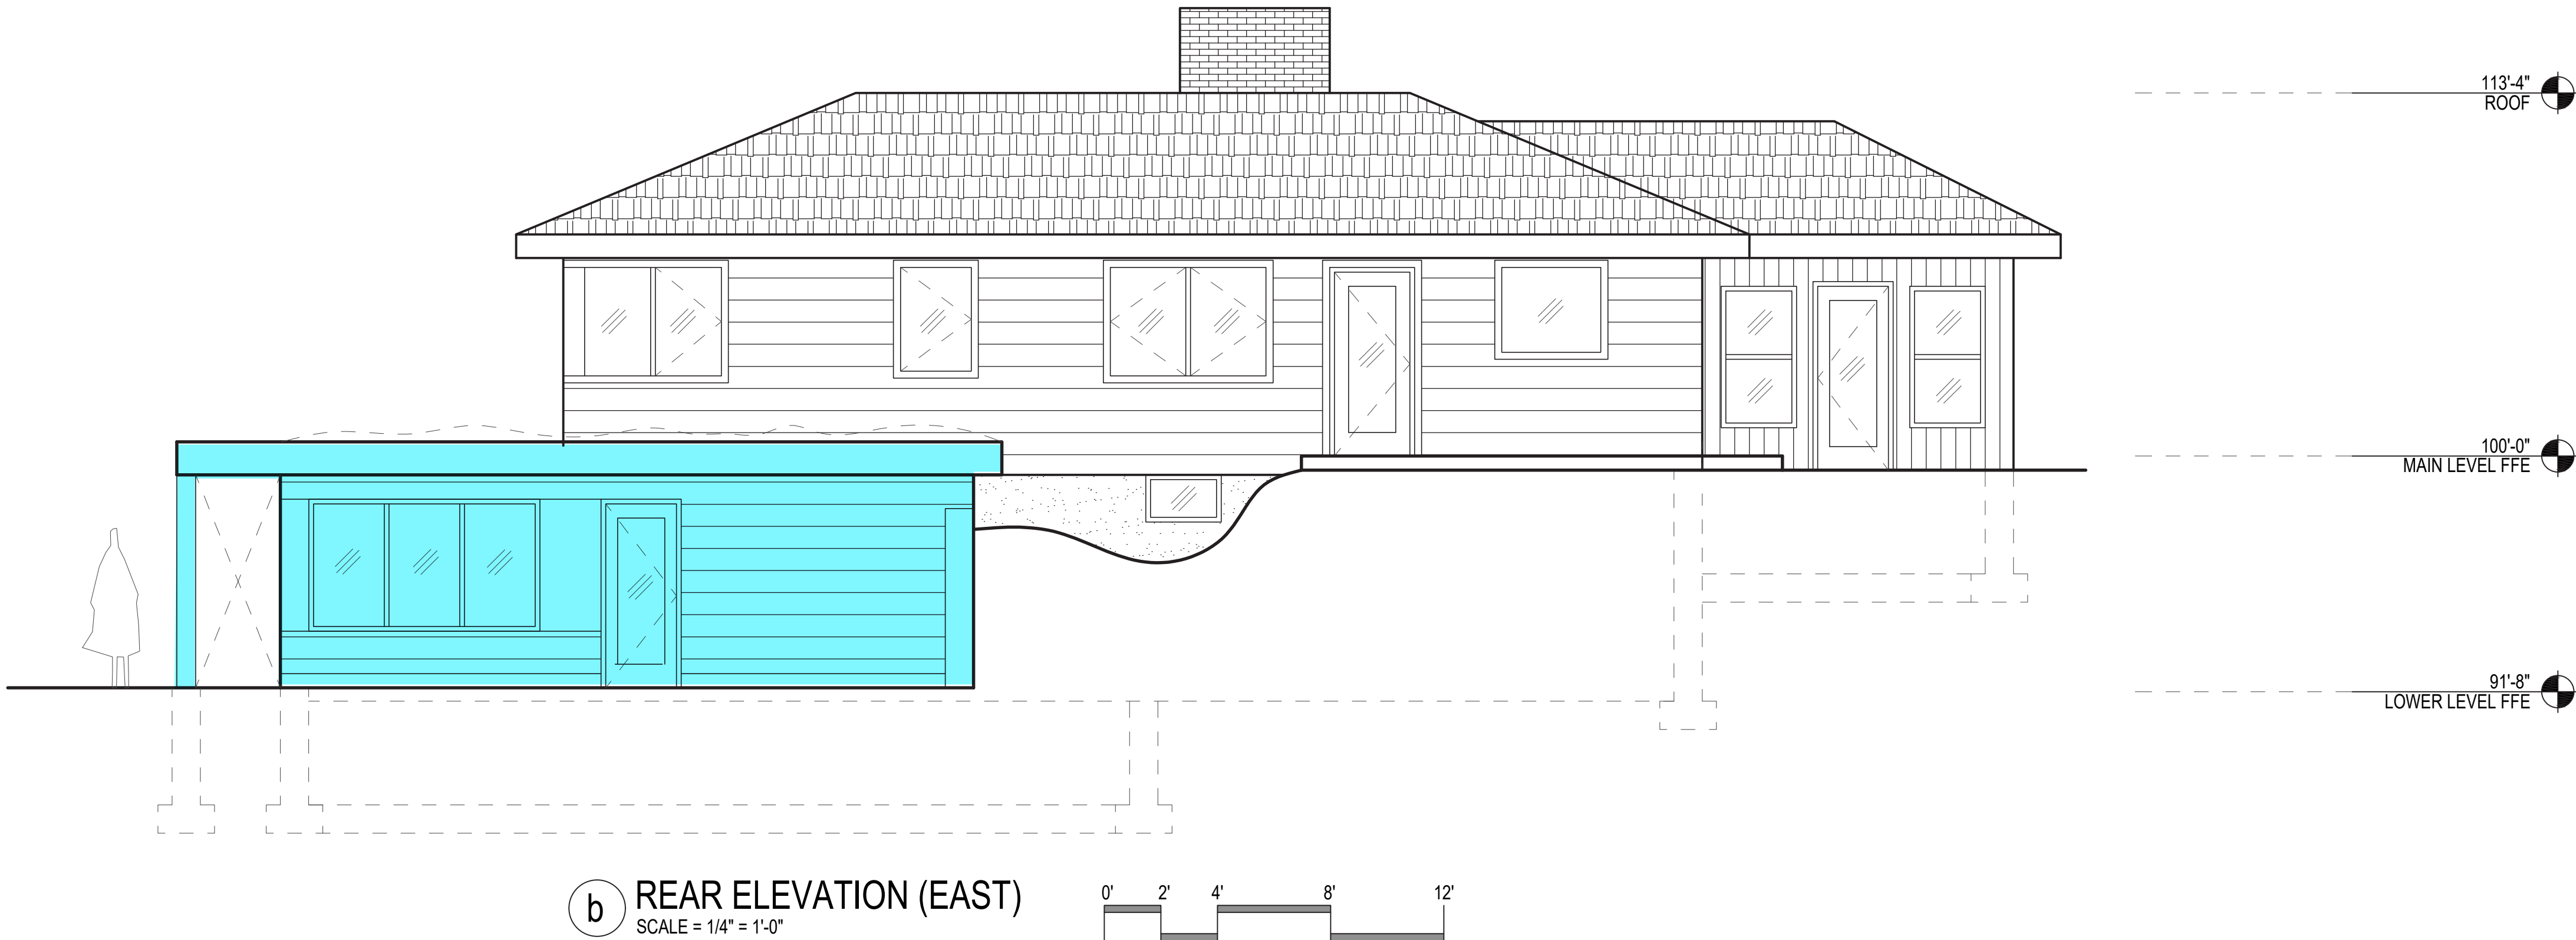 113'-4"
ROOF
100'-0"
MAIN LEVEL FFE
91'-8"
LOWER LEVEL FFE
b REAR ELEVATION (EAST)
SCALE = 1/4" = 1'-0"
0' 2' 4' 8' 12'